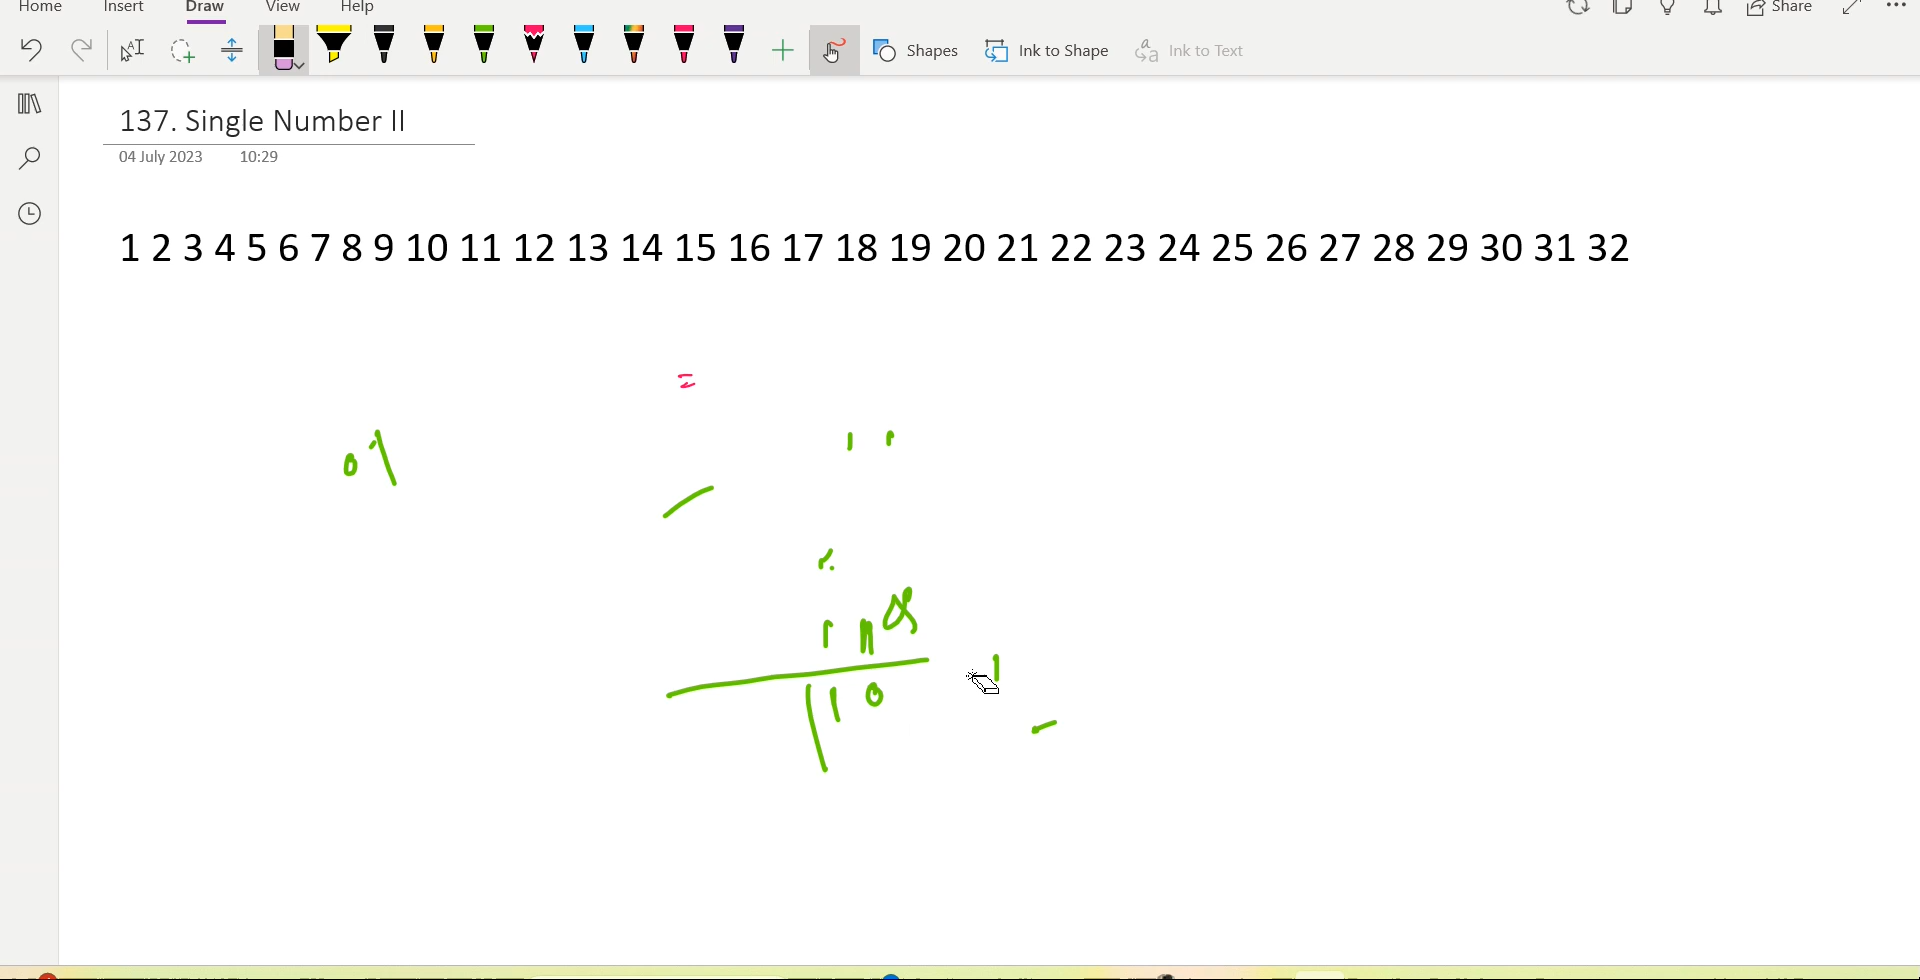 Home Insert Draw View Help Share
Shapes Ink to Shape Ink to Text
137. Single Number II
04 July 2023 10:29
1 2 3 4 5 6 7 8 9 10 11 12 13 14 15 16 17 18 19 20 21 22 23 24 25 26 27 28 29 30 31 32
=
1 0